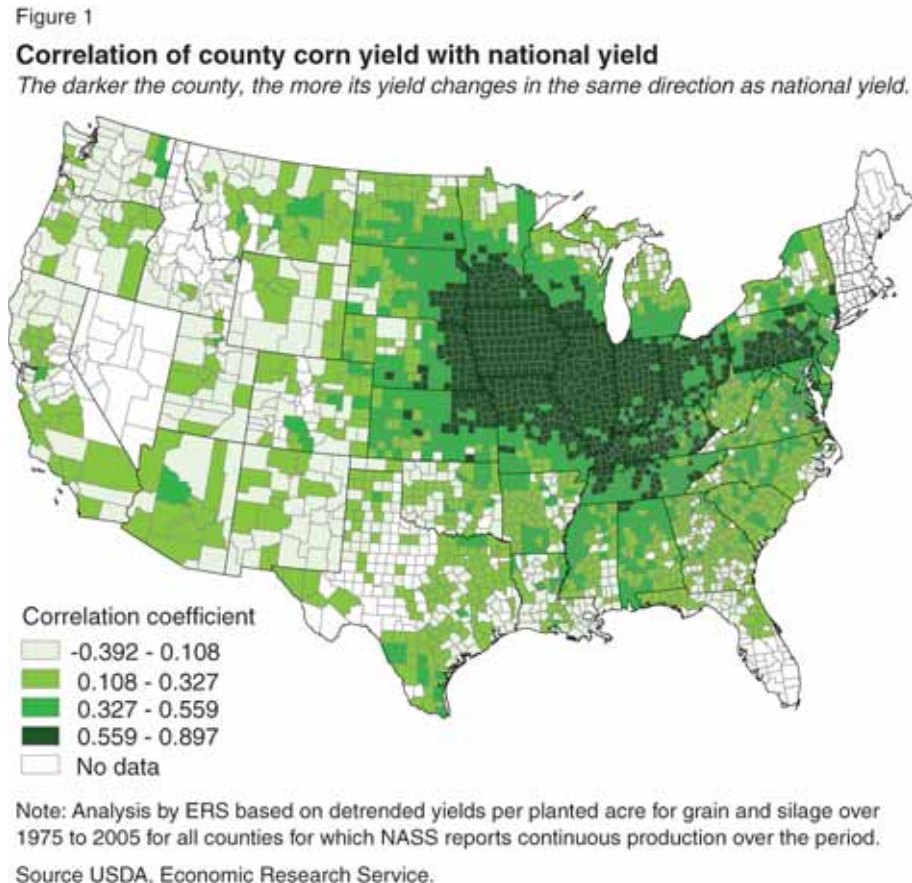 Figure 1
Correlation of county corn yield with national yield
The darker the county, the more its yield changes in the same direction as national yield.
Correlation coefficient
-0.392 - 0.108
0.108 - 0.327
0.327 - 0.559
0.559 - 0.897
No data
Note: Analysis by ERS based on detrended yields per planted acre for grain and silage over
1975 to 2005 for all counties for which NASS reports continuous production over the period.
Source USDA, Economic Research Service.